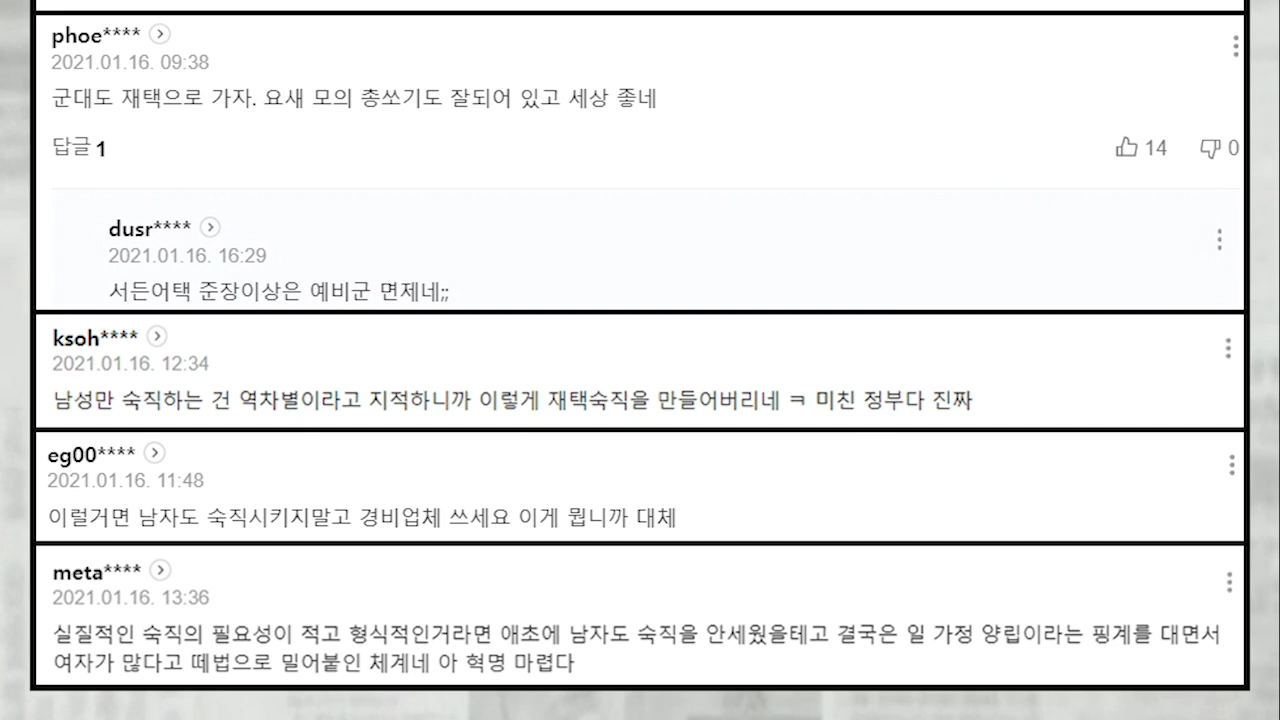 phoe****
2021.01.16. 09:38
군대도 재택으로 가자. 요새 모의 총쏘기도 잘되어 있고 세상 좋네
답글 1
14 0
dusr****
2021.01.16. 16:29
서든어택 준장이상은 예비군 면제네;;
ksoh****
2021.01.16. 12:34
남성만 숙직하는 건 역차별이라고 지적하니까 이렇게 재택숙직을 만들어버리네 ㅋ 미친 정부다 진짜
eg00****
2021.01.16. 11:48
이럴거면 남자도 숙직시키지말고 경비업체 쓰세요 이게 뭡니까 대체
meta****
2021.01.16. 13:36
실질적인 숙직의 필요성이 적고 형식적인거라면 애초에 남자도 숙직을 안세웠을테고 결국은 일 가정 양립이라는 핑계를 대면서
여자가 많다고 떼법으로 밀어붙인 체계네 아 혁명 마렵다